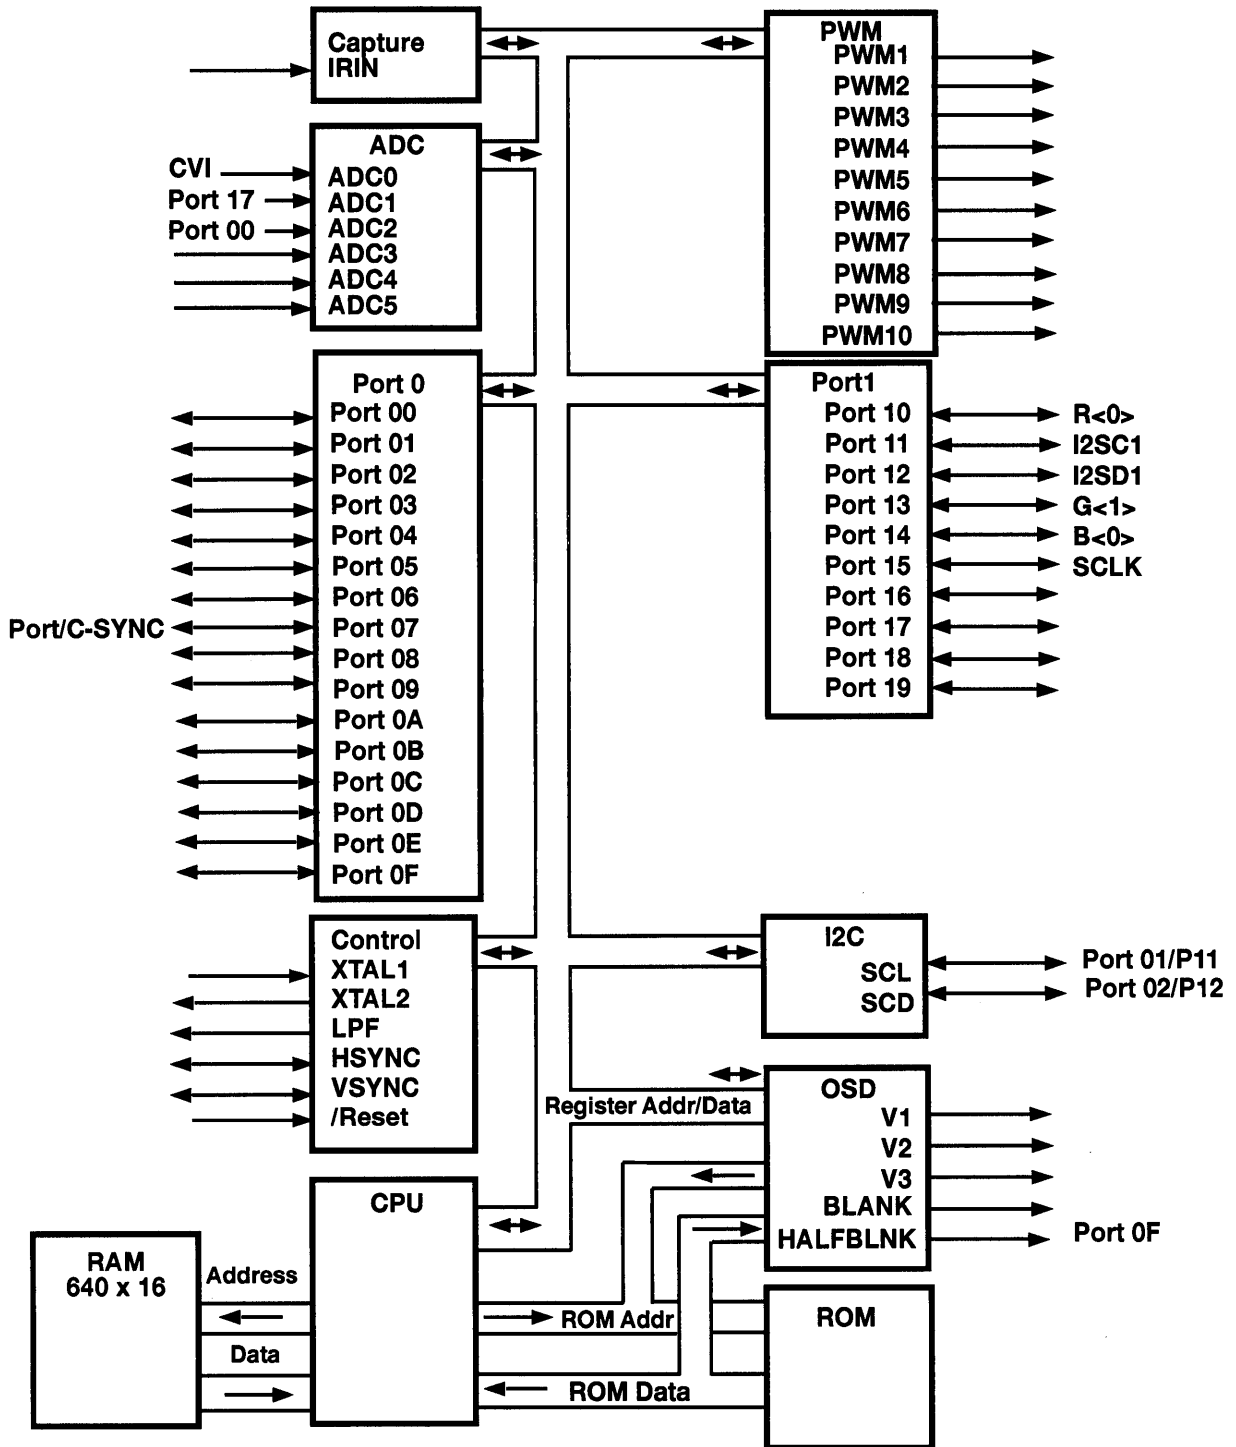 Capture
IRIN
ADC
CVI
ADC0
Port 17
ADC1
Port 00
ADC2
ADC3
ADC4
ADC5
Port 0
Port 00
Port 01
Port 02
Port 03
Port 04
Port 05
Port 06
Port/C-SYNC
Port 07
Port 08
Port 09
Port 0A
Port 0B
Port 0C
Port 0D
Port 0E
Port 0F
Control
XTAL1
XTAL2
LPF
HSYNC
VSYNC
/Reset
CPU
RAM
640 x 16
Address
Data
PWM
PWM1
PWM2
PWM3
PWM4
PWM5
PWM6
PWM7
PWM8
PWM9
PWM10
Port1
Port 10
R<0>
Port 11
I2SC1
Port 12
I2SD1
Port 13
G<1>
Port 14
B<0>
Port 15
SCLK
Port 16
Port 17
Port 18
Port 19
I2C
SCL
Port 01/P11
SCD
Port 02/P12
Register Addr/Data
OSD
V1
V2
V3
BLANK
HALFBLNK
Port 0F
ROM Addr
ROM Data
ROM